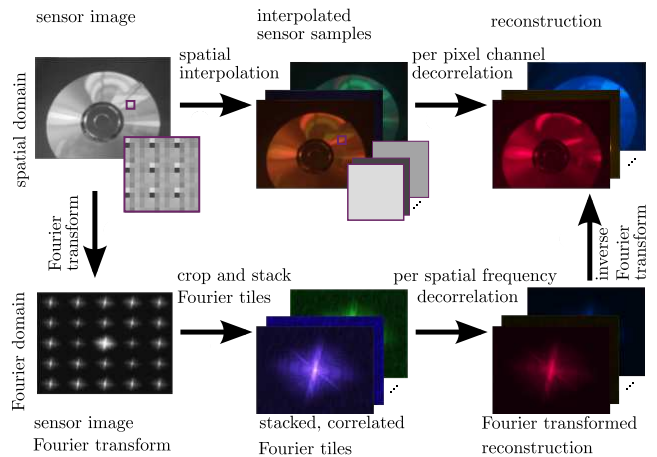 sensor image
interpolated
sensor samples
reconstruction
spatial
interpolation
per pixel channel
decorrelation
spatial domain
Fourier
transform
inverse
Fourier
transform
crop and stack
Fourier tiles
per spatial frequency
decorrelation
Fourier domain
sensor image
Fourier transform
stacked, correlated
Fourier tiles
Fourier transformed
reconstruction